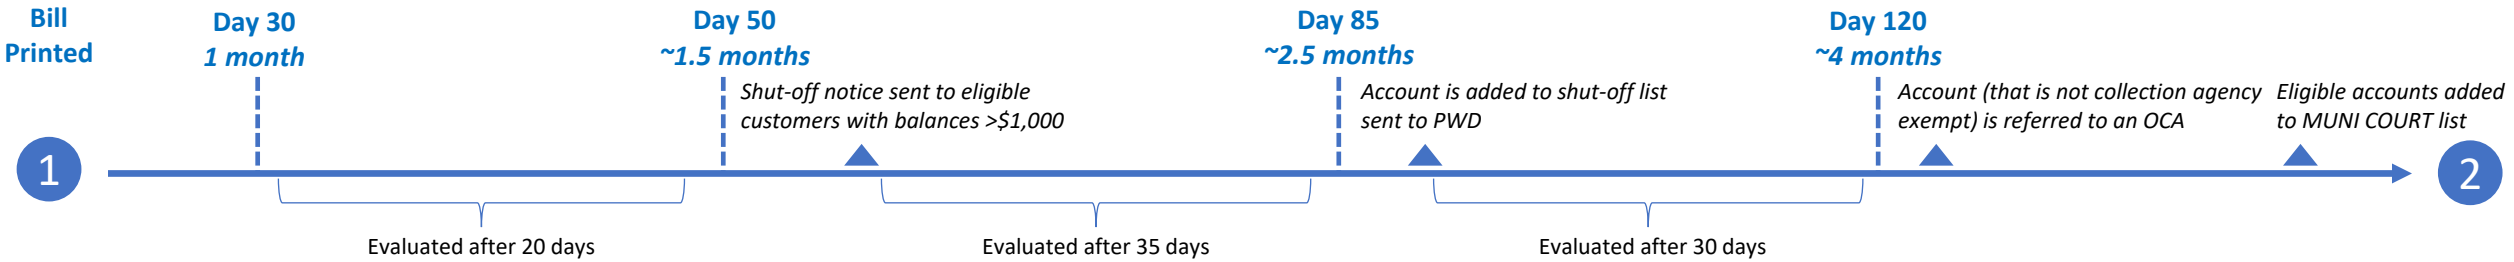 Bill
Printed
Day 30
1 month
Day 50
~1.5 months
Day 85
~2.5 months
Day 120
~4 months
Shut-off notice sent to eligible
customers with balances >$1,000
Account is added to shut-off list
sent to PWD
Account (that is not collection agency
exempt) is referred to an OCA
Eligible accounts added
to MUNI COURT list
1
2
Evaluated after 20 days
Evaluated after 35 days
Evaluated after 30 days